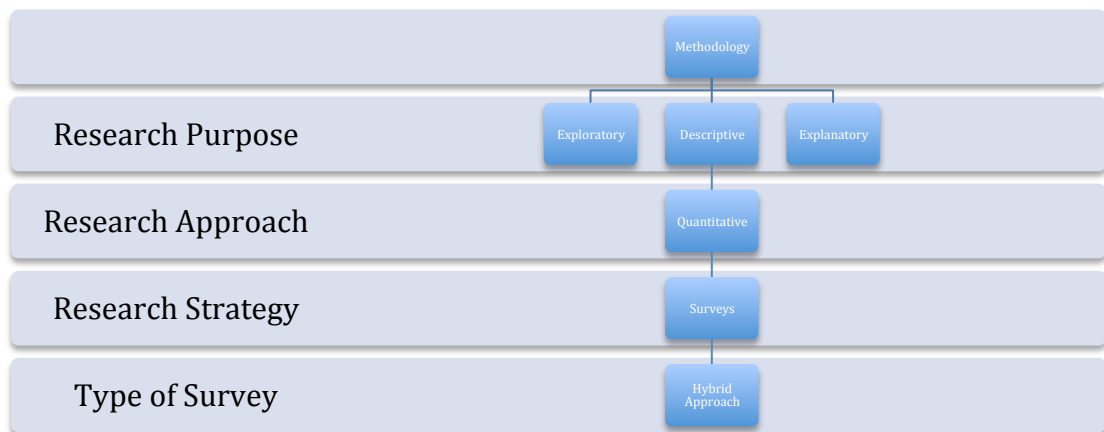 Methodology
Research Purpose
Exploratory
Descriptive
Explanatory
Research Approach
Quantitative
Research Strategy
Surveys
Type of Survey
Hybrid
Approach